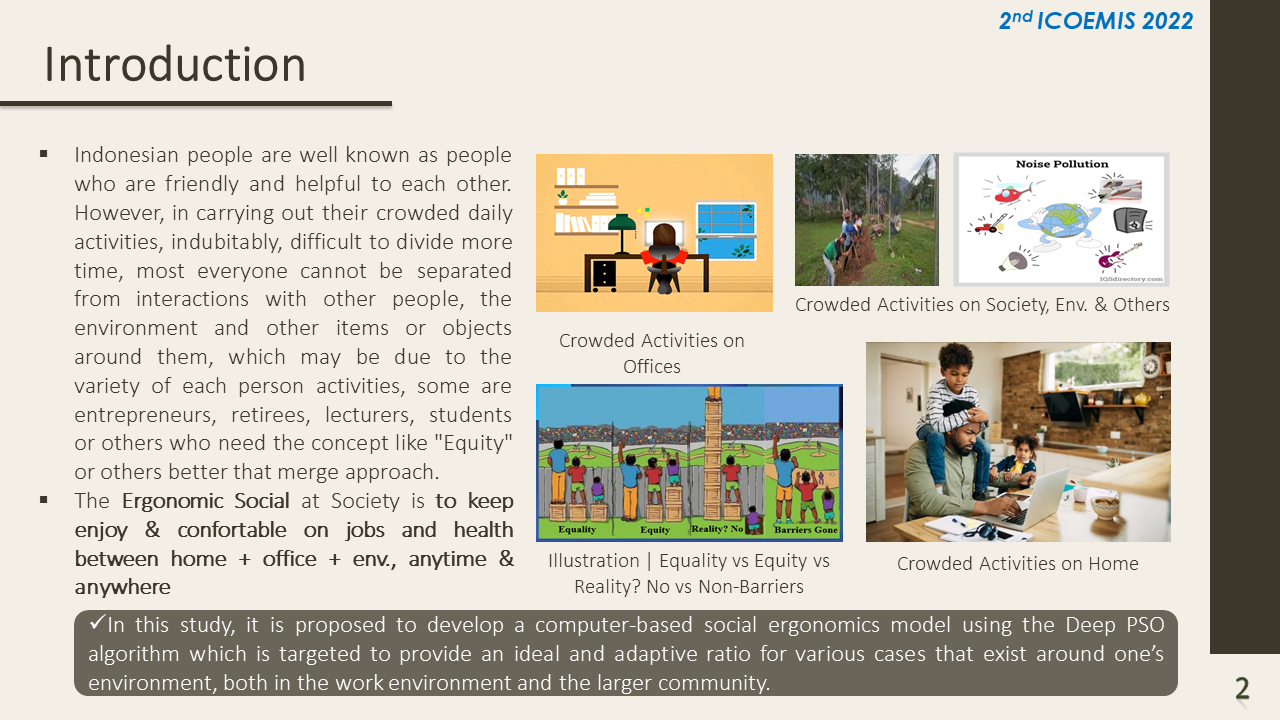 2nd ICOEMIS 2022
Introduction
▪ Indonesian people are well known as people
who are friendly and helpful to each other.
However, in carrying out their crowded daily
activities, indubitably, difficult to divide more
time, most everyone cannot be separated
from interactions with other people, the
environment and other items or objects
around them, which may be due to the
variety of each person activities, some are
entrepreneurs, retirees, lecturers, students
or others who need the concept like "Equity"
or others better that merge approach.
▪ The Ergonomic Social at Society is to keep
enjoy & confortable on jobs and health
between home + office + env., anytime &
anywhere
Crowded Activities on
Offices
Noise Pollution
IQSdirectory.com
Crowded Activities on Society, Env. & Others
Equality
Equity
Reality? No
Barriers Gone
Illustration | Equality vs Equity vs
Reality? No vs Non-Barriers
Crowded Activities on Home
✓In this study, it is proposed to develop a computer-based social ergonomics model using the Deep PSO
algorithm which is targeted to provide an ideal and adaptive ratio for various cases that exist around one’s
environment, both in the work environment and the larger community.
2